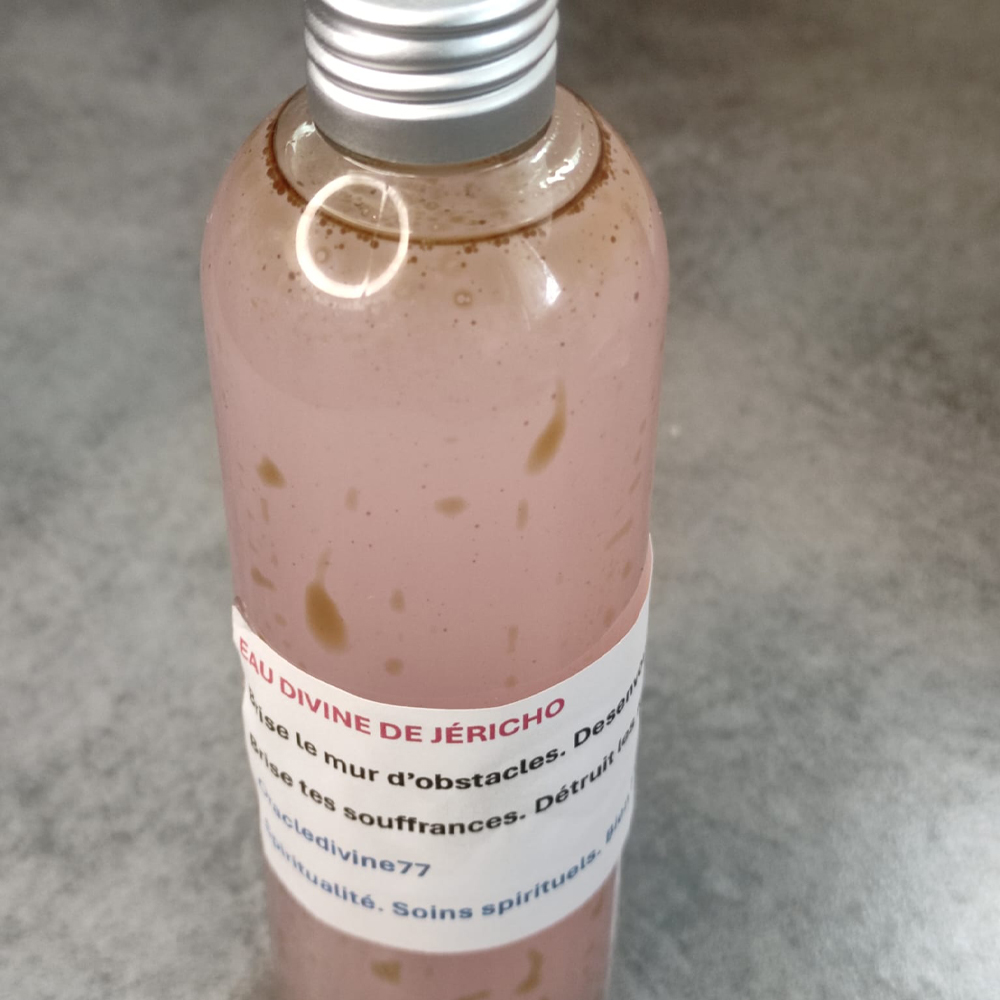 EAU DIVINE DE JÉRICHO
Brise le mur d'obstacles.
Brise tes souffrances. Détruit les
Oracledivine77
Spiritualité. Soins spirituels.